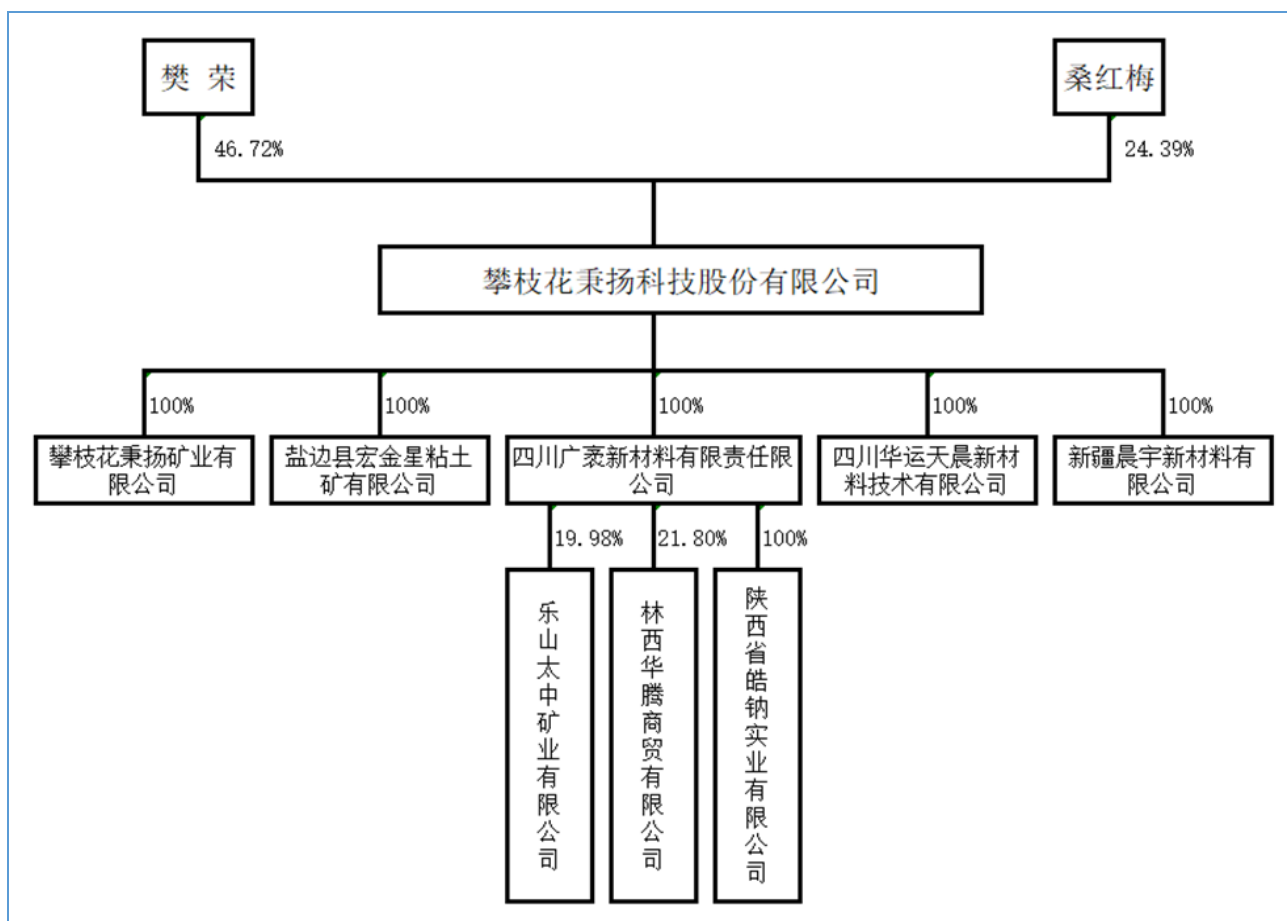 樊 荣
桑红梅
46.72%
24.39%
攀枝花秉扬科技股份有限公司
100%
100%
100%
100%
100%
攀枝花秉扬矿业有
限公司
盐边县宏金星粘土
矿有限公司
四川广袤新材料有限责任限
公司
四川华运天晨新材
料技术有限公司
新疆晨宇新材料有
限公司
19.98%
21.80%
100%
乐山太中矿业有限公司
林西华腾商贸有限公司
陕西省皓钠实业有限公司